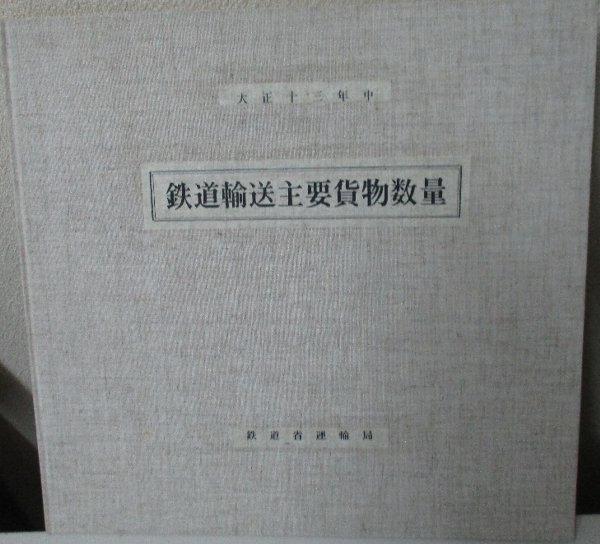 大正十三年中
鉄道輸送主要貨物数量
鉄道省運輸局